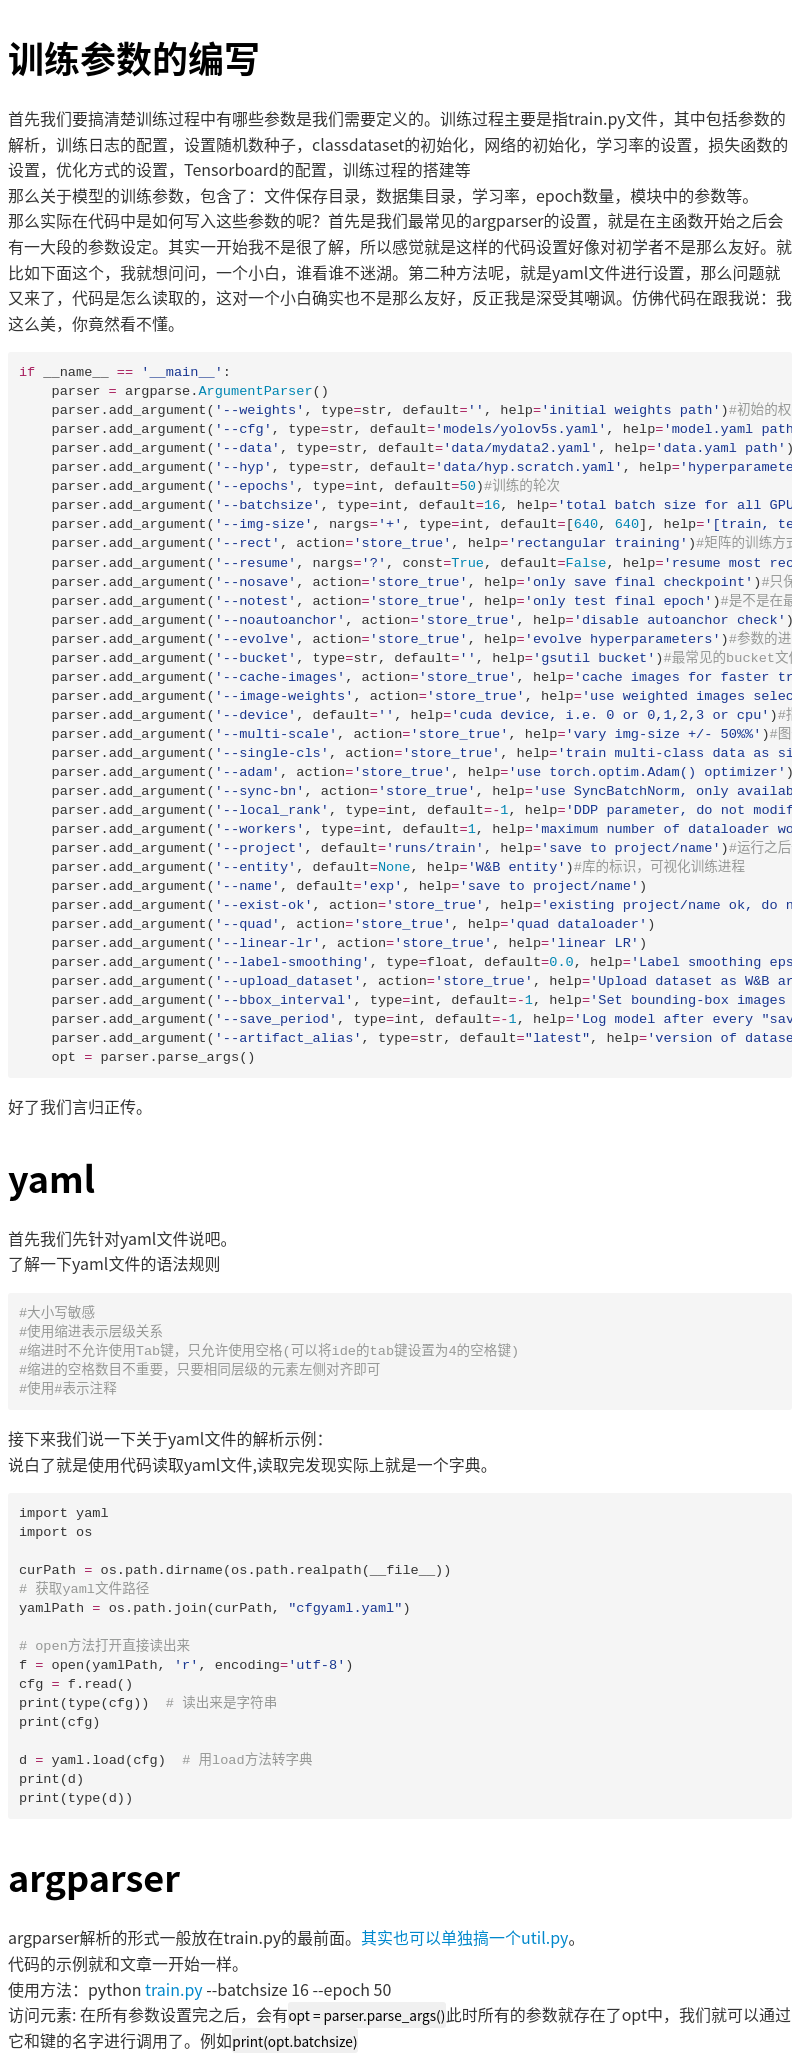 训练参数的编写
首先我们要搞清楚训练过程中有哪些参数是我们需要定义的。训练过程主要是指train.py文件，其中包括参数的
解析，训练日志的配置，设置随机数种子，classdataset的初始化，网络的初始化，学习率的设置，损失函数的
设置，优化方式的设置，Tensorboard的配置，训练过程的搭建等
那么关于模型的训练参数，包含了：文件保存目录，数据集目录，学习率，epoch数量，模块中的参数等。
那么实际在代码中是如何写入这些参数的呢？首先是我们最常见的argparser的设置，就是在主函数开始之后会
有一大段的参数设定。其实一开始我不是很了解，所以感觉就是这样的代码设置好像对初学者不是那么友好。就
比如下面这个，我就想问问，一个小白，谁看谁不迷湖。第二种方法呢，就是yaml文件进行设置，那么问题就
又来了，代码是怎么读取的，这对一个小白确实也不是那么友好，反正我是深受其嘲讽。仿佛代码在跟我说：我
这么美，你竟然看不懂。
if __name__ == '__main__':
    parser = argparse.ArgumentParser()
    parser.add_argument('--weights', type=str, default='', help='initial weights path')#初始的权
    parser.add_argument('--cfg', type=str, default='models/yolov5s.yaml', help='model.yaml path
    parser.add_argument('--data', type=str, default='data/mydata2.yaml', help='data.yaml path')
    parser.add_argument('--hyp', type=str, default='data/hyp.scratch.yaml', help='hyperparamete
    parser.add_argument('--epochs', type=int, default=50)#训练的轮次
    parser.add_argument('--batchsize', type=int, default=16, help='total batch size for all GPU
    parser.add_argument('--img-size', nargs='+', type=int, default=[640, 640], help='[train, te
    parser.add_argument('--rect', action='store_true', help='rectangular training')#矩阵的训练方式
    parser.add_argument('--resume', nargs='?', const=True, default=False, help='resume most rec
    parser.add_argument('--nosave', action='store_true', help='only save final checkpoint')#只保
    parser.add_argument('--notest', action='store_true', help='only test final epoch')#是不是在最
    parser.add_argument('--noautoanchor', action='store_true', help='disable autoanchor check')
    parser.add_argument('--evolve', action='store_true', help='evolve hyperparameters')#参数的进
    parser.add_argument('--bucket', type=str, default='', help='gsutil bucket')#最常见的bucket文件
    parser.add_argument('--cache-images', action='store_true', help='cache images for faster tr
    parser.add_argument('--image-weights', action='store_true', help='use weighted images selec
    parser.add_argument('--device', default='', help='cuda device, i.e. 0 or 0,1,2,3 or cpu')#
    parser.add_argument('--multi-scale', action='store_true', help='vary img-size +/- 50%%')#图
    parser.add_argument('--single-cls', action='store_true', help='train multi-class data as si
    parser.add_argument('--adam', action='store_true', help='use torch.optim.Adam() optimizer')
    parser.add_argument('--sync-bn', action='store_true', help='use SyncBatchNorm, only availab
    parser.add_argument('--local_rank', type=int, default=-1, help='DDP parameter, do not modif
    parser.add_argument('--workers', type=int, default=1, help='maximum number of dataloader wo
    parser.add_argument('--project', default='runs/train', help='save to project/name')#运行之后
    parser.add_argument('--entity', default=None, help='W&B entity')#库的标识，可视化训练进程
    parser.add_argument('--name', default='exp', help='save to project/name')
    parser.add_argument('--exist-ok', action='store_true', help='existing project/name ok, do n
    parser.add_argument('--quad', action='store_true', help='quad dataloader')
    parser.add_argument('--linear-lr', action='store_true', help='linear LR')
    parser.add_argument('--label-smoothing', type=float, default=0.0, help='Label smoothing eps
    parser.add_argument('--upload_dataset', action='store_true', help='Upload dataset as W&B ar
    parser.add_argument('--bbox_interval', type=int, default=-1, help='Set bounding-box images
    parser.add_argument('--save_period', type=int, default=-1, help='Log model after every "sav
    parser.add_argument('--artifact_alias', type=str, default="latest", help='version of datase
    opt = parser.parse_args()
好了我们言归正传。
yaml
首先我们先针对yaml文件说吧。
了解一下yaml文件的语法规则
#大小写敏感
#使用缩进表示层级关系
#缩进时不允许使用Tab键，只允许使用空格(可以将ide的tab键设置为4的空格键)
#缩进的空格数目不重要，只要相同层级的元素左侧对齐即可
#使用#表示注释
接下来我们说一下关于yaml文件的解析示例：
说白了就是使用代码读取yaml文件,读取完发现实际上就是一个字典。
import yaml
import os
curPath = os.path.dirname(os.path.realpath(__file__))
# 获取yaml文件路径
yamlPath = os.path.join(curPath, "cfgyaml.yaml")
# open方法打开直接读出来
f = open(yamlPath, 'r', encoding='utf-8')
cfg = f.read()
print(type(cfg))  # 读出来是字符串
print(cfg)
d = yaml.load(cfg)  # 用load方法转字典
print(d)
print(type(d))
argparser
argparser解析的形式一般放在train.py的最前面。其实也可以单独搞一个util.py。
代码的示例就和文章一开始一样。
使用方法：python train.py --batchsize 16 --epoch 50
访问元素: 在所有参数设置完之后，会有opt = parser.parse_args()此时所有的参数就存在了opt中，我们就可以通过
它和键的名字进行调用了。例如print(opt.batchsize)